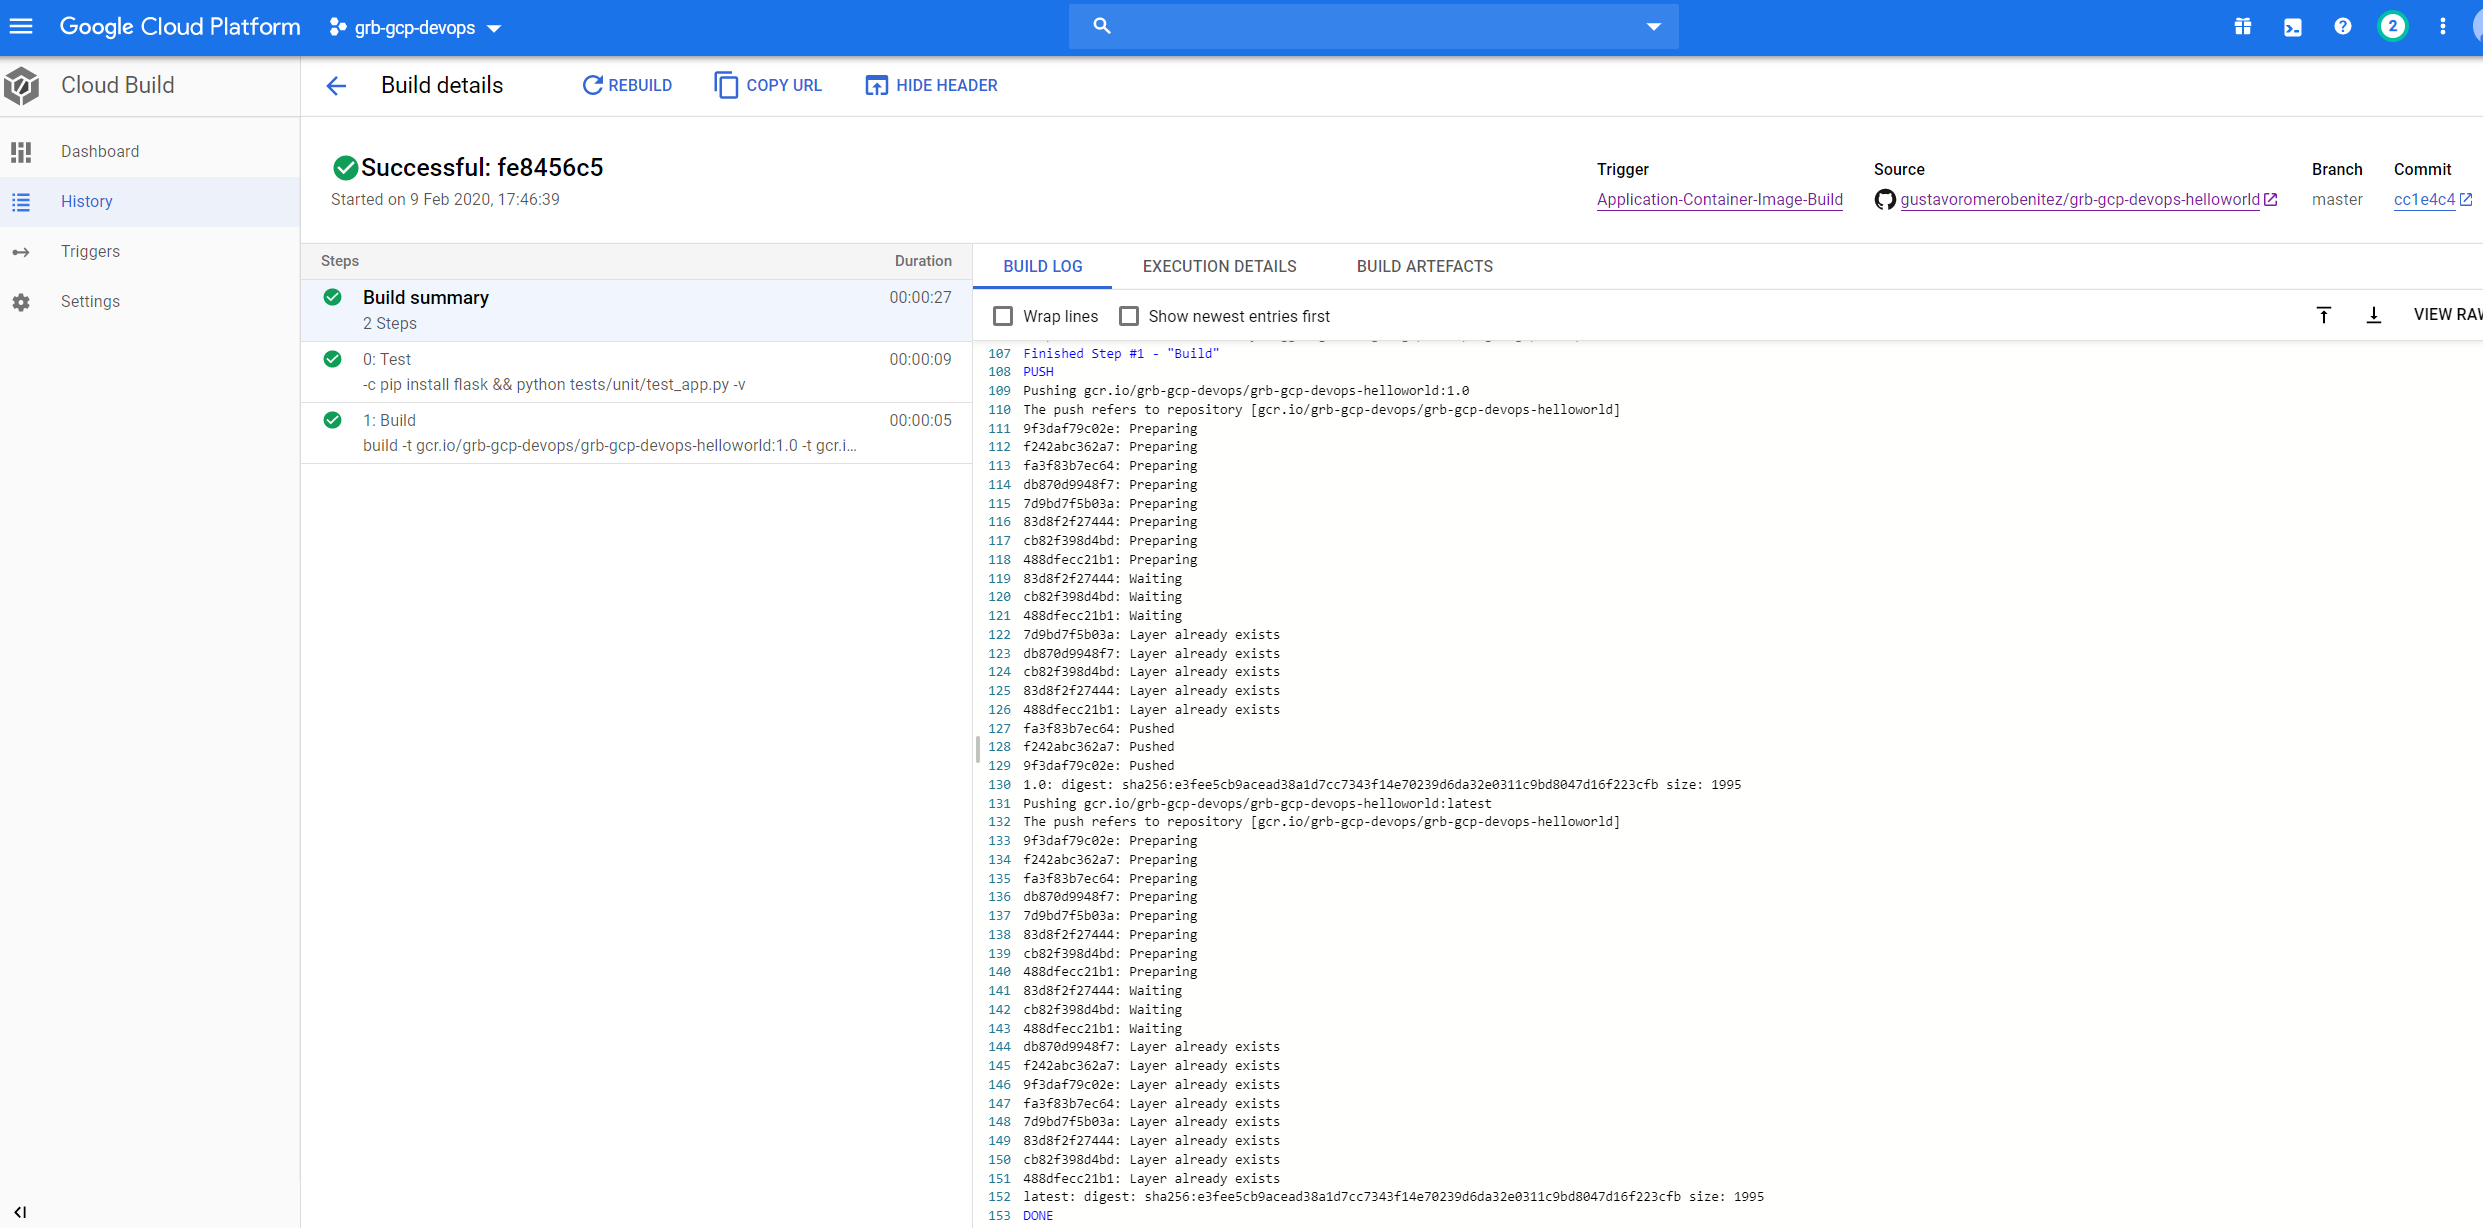 Google Cloud Platform
grb-gcp-devops
2
Cloud Build
Build details
REBUILD
COPY URL
HIDE HEADER
Dashboard
History
Triggers
Settings
Successful: fe8456c5
Started on 9 Feb 2020, 17:46:39
Trigger
Application-Container-Image-Build
Source
gustavoromerobenitez/grb-gcp-devops-helloworld
Branch
master
Commit
cc1e4c4
Steps Duration
Build summary 00:00:27
2 Steps
0: Test 00:00:09
-c pip install flask && python tests/unit/test_app.py -v
1: Build 00:00:05
build -t gcr.io/grb-gcp-devops/grb-gcp-devops-helloworld:1.0 -t gcr.i...
BUILD LOG EXECUTION DETAILS BUILD ARTEFACTS
Wrap lines Show newest entries first VIEW RAW
107 Finished Step #1 - "Build"
108 PUSH
109 Pushing gcr.io/grb-gcp-devops/grb-gcp-devops-helloworld:1.0
110 The push refers to repository [gcr.io/grb-gcp-devops/grb-gcp-devops-helloworld]
111 9f3daf79c02e: Preparing
112 f242abc362a7: Preparing
113 fa3f83b7ec64: Preparing
114 db870d9948f7: Preparing
115 7d9bd7f5b03a: Preparing
116 83d8f2f27444: Preparing
117 cb82f398d4bd: Preparing
118 488dfecc21b1: Preparing
119 83d8f2f27444: Waiting
120 cb82f398d4bd: Waiting
121 488dfecc21b1: Waiting
122 7d9bd7f5b03a: Layer already exists
123 db870d9948f7: Layer already exists
124 cb82f398d4bd: Layer already exists
125 83d8f2f27444: Layer already exists
126 488dfecc21b1: Layer already exists
127 fa3f83b7ec64: Pushed
128 f242abc362a7: Pushed
129 9f3daf79c02e: Pushed
130 1.0: digest: sha256:e3fee5cb9acead38a1d7cc7343f14e70239d6da32e0311c9bd8047d16f223cfb size: 1995
131 Pushing gcr.io/grb-gcp-devops/grb-gcp-devops-helloworld:latest
132 The push refers to repository [gcr.io/grb-gcp-devops/grb-gcp-devops-helloworld]
133 9f3daf79c02e: Preparing
134 f242abc362a7: Preparing
135 fa3f83b7ec64: Preparing
136 db870d9948f7: Preparing
137 7d9bd7f5b03a: Preparing
138 83d8f2f27444: Preparing
139 cb82f398d4bd: Preparing
140 488dfecc21b1: Preparing
141 83d8f2f27444: Waiting
142 cb82f398d4bd: Waiting
143 488dfecc21b1: Waiting
144 db870d9948f7: Layer already exists
145 f242abc362a7: Layer already exists
146 9f3daf79c02e: Layer already exists
147 fa3f83b7ec64: Layer already exists
148 7d9bd7f5b03a: Layer already exists
149 83d8f2f27444: Layer already exists
150 cb82f398d4bd: Layer already exists
151 488dfecc21b1: Layer already exists
152 latest: digest: sha256:e3fee5cb9acead38a1d7cc7343f14e70239d6da32e0311c9bd8047d16f223cfb size: 1995
153 DONE